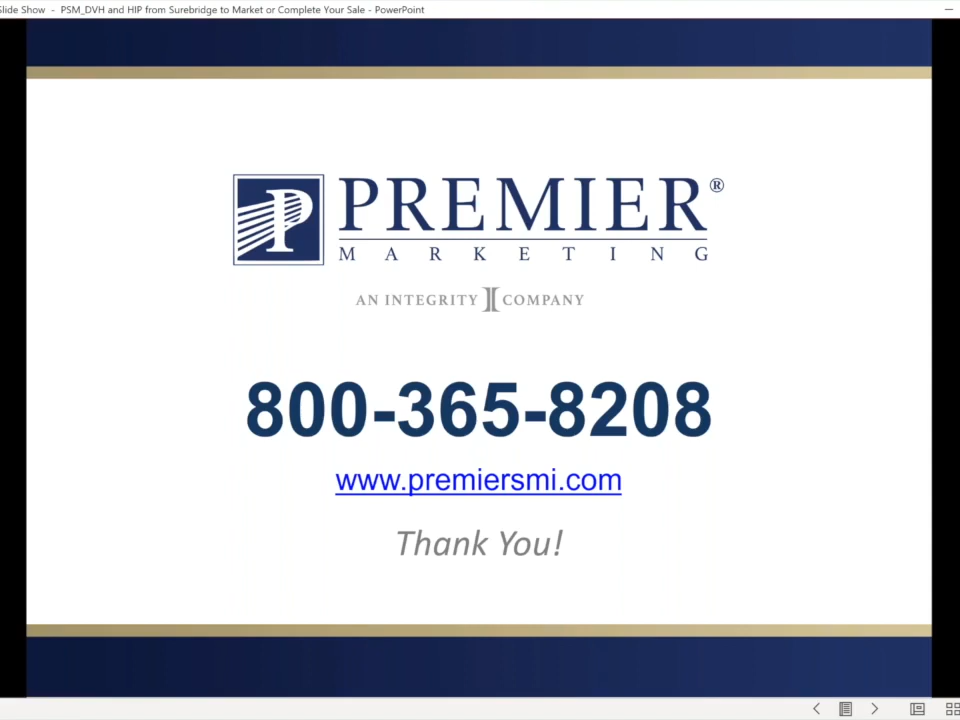 Slide Show - PSM_DVH and HIP from Surebridge to Market or Complete Your Sale - PowerPoint
P PREMIER®
MARKETING
AN INTEGRITY COMPANY
800-365-8208
www.premiersmi.com
Thank You!